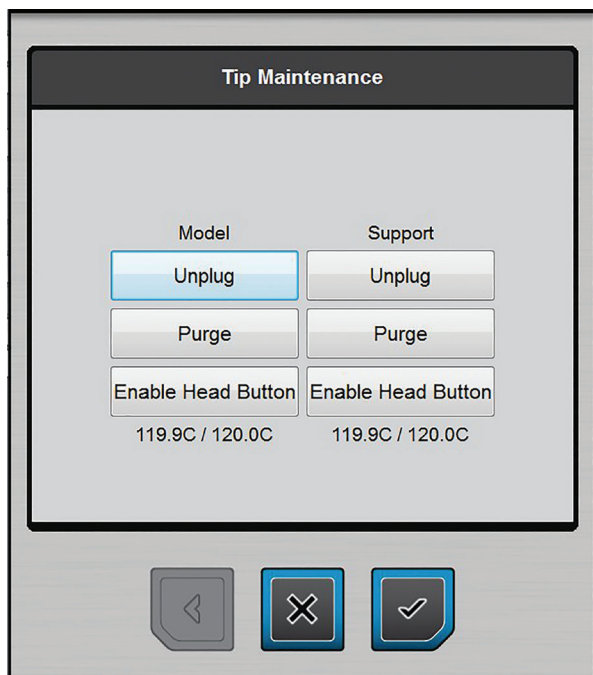 Tip Maintenance
Model Support
Unplug Unplug
Purge Purge
Enable Head Button Enable Head Button
119.9C / 120.0C 119.9C / 120.0C